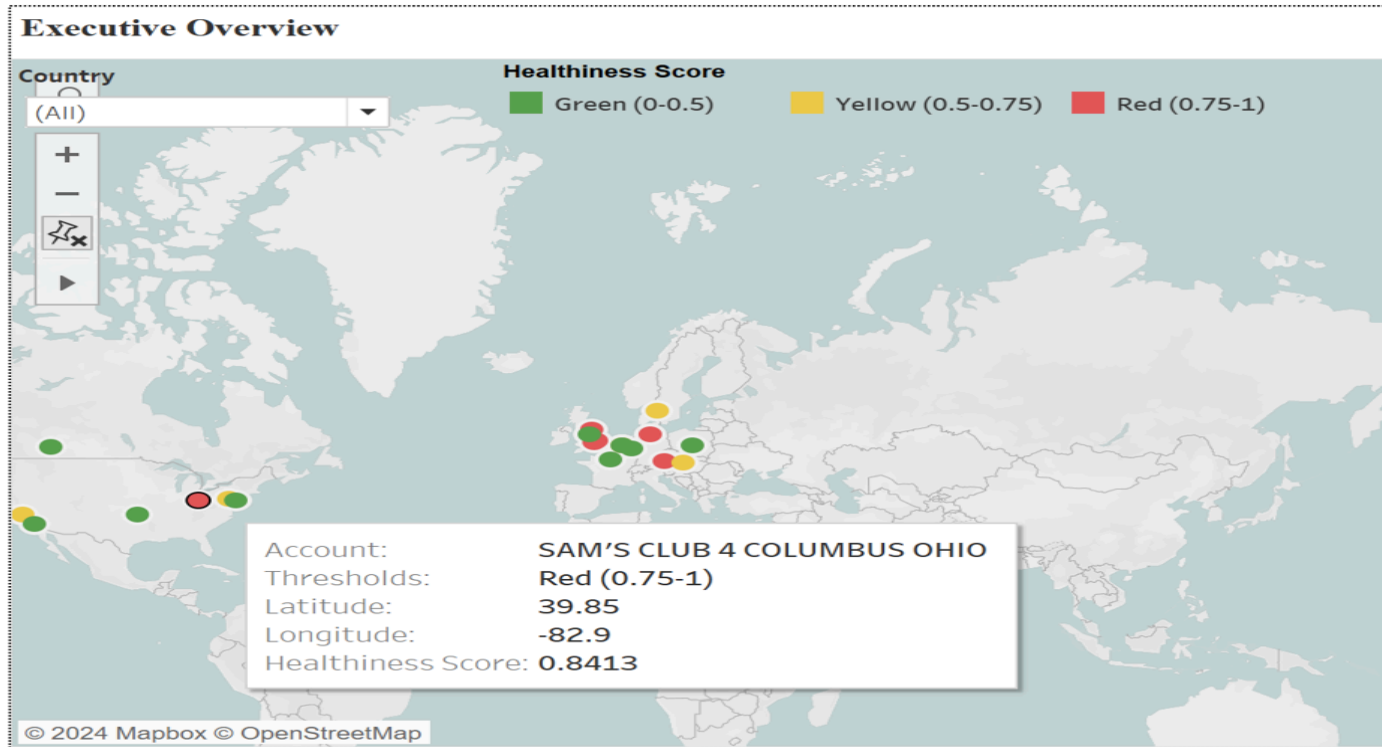 Executive Overview
Country
(All)
Healthiness Score
Green (0-0.5)
Yellow (0.5-0.75)
Red (0.75-1)
+
−
Account: SAM'S CLUB 4 COLUMBUS OHIO
Thresholds: Red (0.75-1)
Latitude: 39.85
Longitude: -82.9
Healthiness Score: 0.8413
© 2024 Mapbox © OpenStreetMap